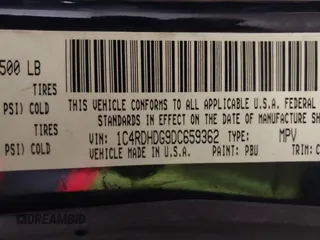 500 LB
TIRES
PSI) COLD
TIRES
PSI) COLD
THIS VEHICLE CONFORMS TO ALL APPLICABLE U.S.A. FEDERAL
STANDARDS IN EFFECT ON THE DATE OF MANUFACTURE SH
VIN: 1C4RDHDG9DC659362 TYPE: MPV
VEHICLE MADE IN U.S.A. PAINT: PBU TRIM: C
DREAMBID